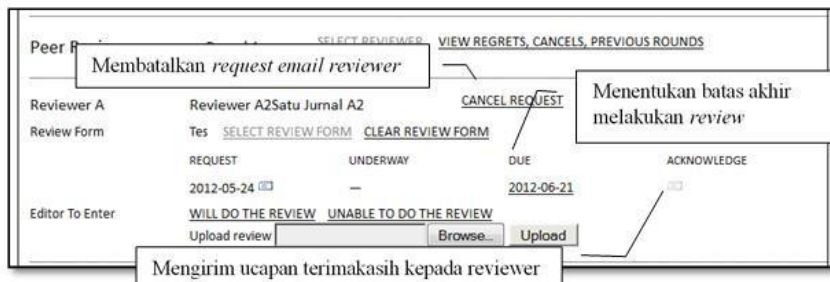 Peer R
SELECT REVIEWER VIEW REGRETS, CANCELS, PREVIOUS ROUNDS
Membatalkan request email reviewer
Reviewer A Reviewer A2Satu Jurnal A2 CANCEL REQUEST
Menentukan batas akhir
melakukan review
Review Form Tes SELECT REVIEW FORM CLEAR REVIEW FORM
REQUEST UNDERWAY DUE ACKNOWLEDGE
2012-05-24 — 2012-06-21
Editor To Enter WILL DO THE REVIEW UNABLE TO DO THE REVIEW
Upload review Browse... Upload
Mengirim ucapan terimakasih kepada reviewer